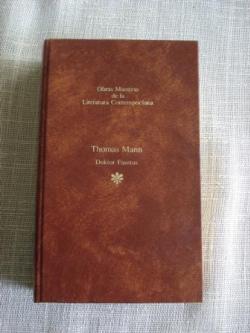 Obras Maestras
de la
Literatura Contemporánea
Thomas Mann
Doktor Faustus